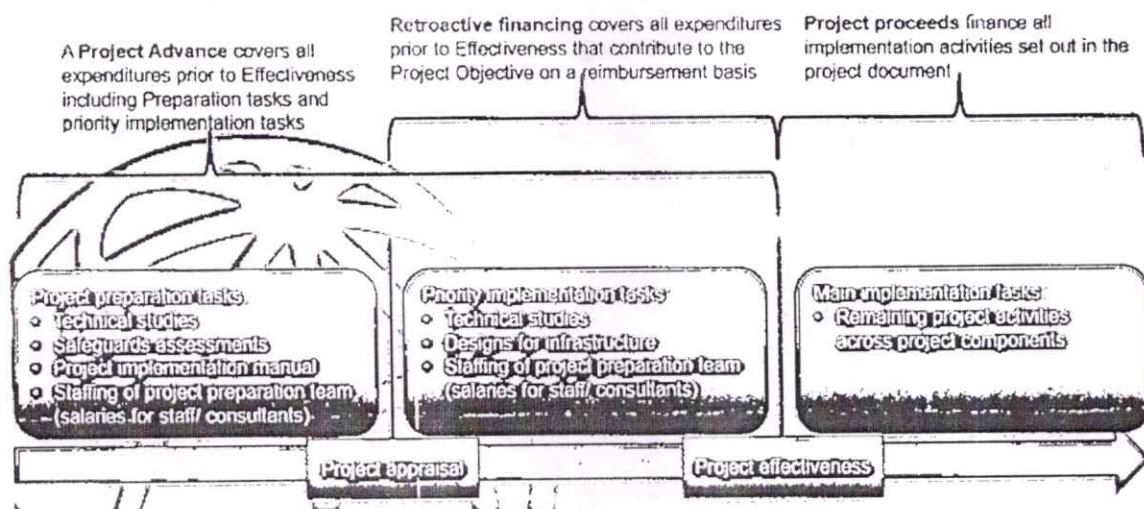 A Project Advance covers all
expenditures prior to Effectiveness
including Preparation tasks and
priority implementation tasks
Retroactive financing covers all expenditures
prior to Effectiveness that contribute to the
Project Objective on a reimbursement basis
Project proceeds finance all
implementation activities set out in the
project document
Project preparation tasks:
Technical studies
Safeguards assessments
Project implementation manual
Staffing of project preparation team
(salaries for staff/ consultants)
Priority implementation tasks:
Technical studies
Designs for infrastructure
Staffing of project preparation team
(salaries for staff/ consultants)
Main implementation tasks
Remaining project activities
across project components
Project appraisal
Project effectiveness